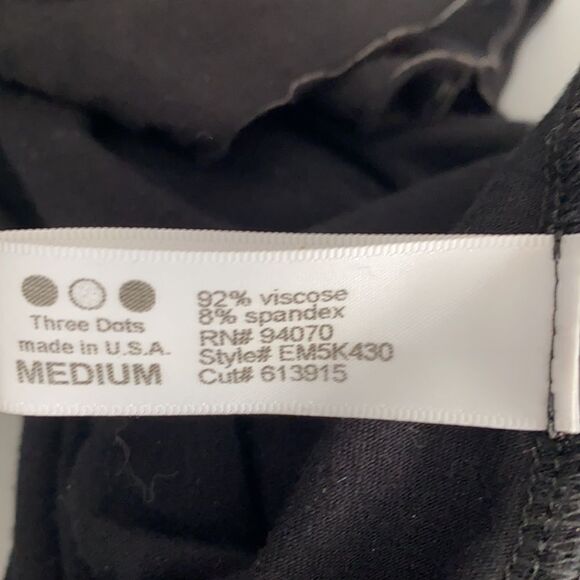 Three Dots
made in U.S.A.
MEDIUM
92% viscose
8% spandex
RN# 94070
Style# EM5K430
Cut# 613915